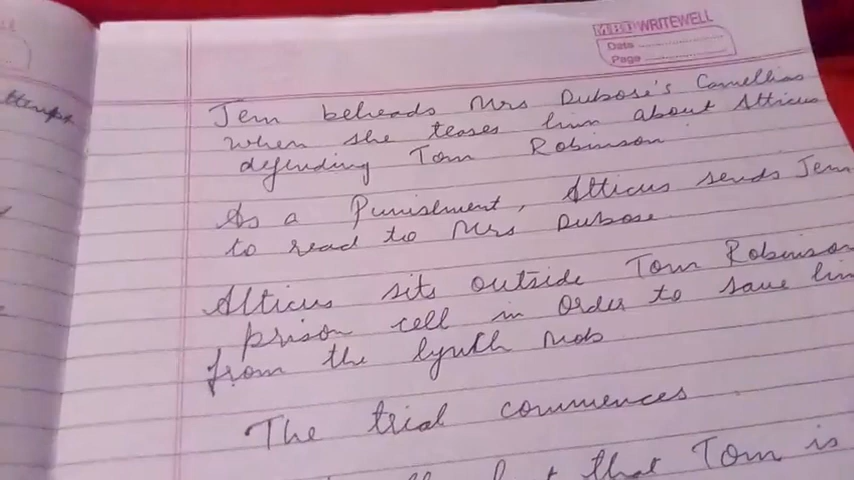 MBD WRITEWELL
Date
Page
Jem beheads Mrs Dubose's Camellias
when she teases him about Atticus
defending Tom Robinson.
As a Punishment, Atticus sends Jem
to read to Mrs Dubose.
Atticus sits outside Tom Robinson
prison cell in order to save him
from the lynch mob
The trial commences
that Tom is